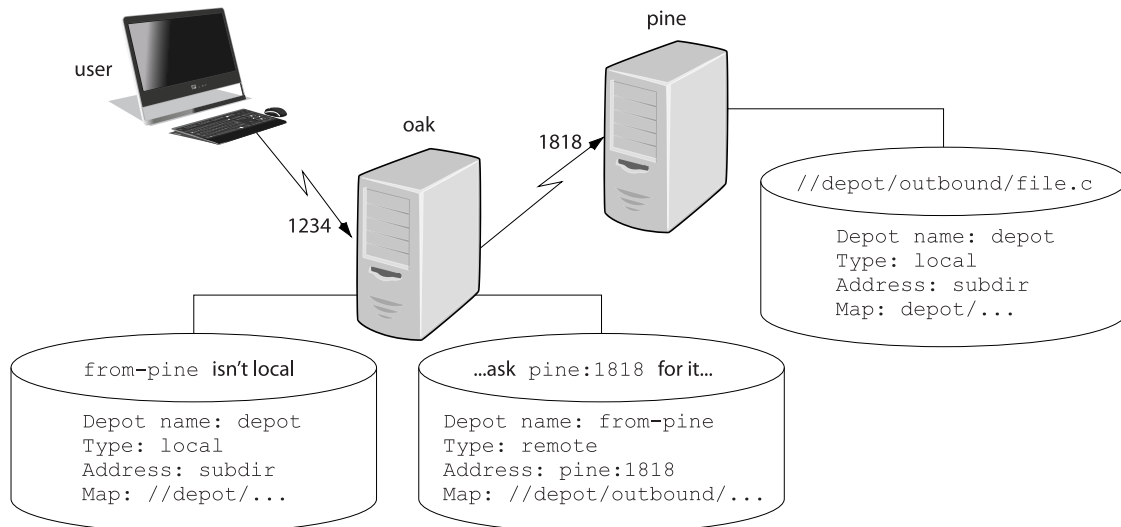 pine
user
oak
1818
1234
//depot/outbound/file.c
Depot name: depot
Type: local
Address: subdir
Map: depot/...
from-pine isn't local
Depot name: depot
Type: local
Address: subdir
Map: //depot/...
...ask pine:1818 for it...
Depot name: from-pine
Type: remote
Address: pine:1818
Map: //depot/outbound/...